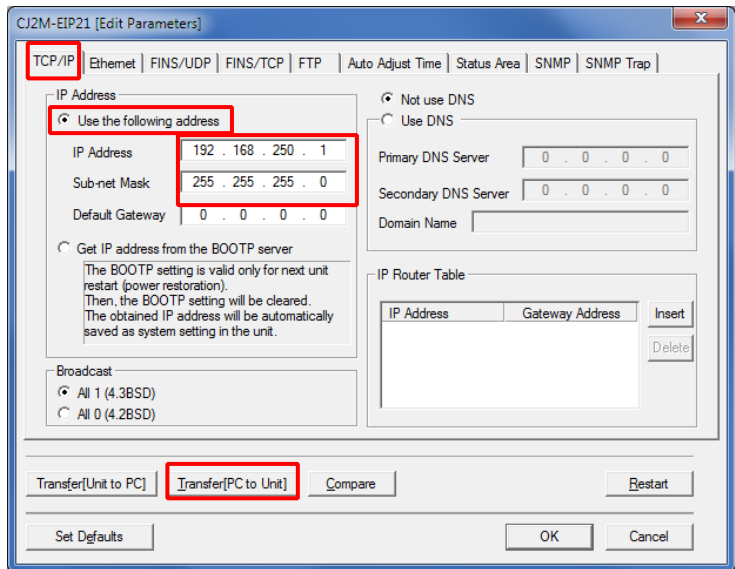 CJ2M-EIP21 [Edit Parameters]
TCP/IP Ethernet FINS/UDP FINS/TCP FTP Auto Adjust Time Status Area SNMP SNMP Trap
IP Address
Use the following address
IP Address 192 . 168 . 250 . 1
Sub-net Mask 255 . 255 . 255 . 0
Default Gateway 0 . 0 . 0 . 0
Get IP address from the BOOTP server
The BOOTP setting is valid only for next unit
restart (power restoration).
Then, the BOOTP setting will be cleared.
The obtained IP address will be automatically
saved as system setting in the unit.
Broadcast
All 1 (4.3BSD)
All 0 (4.2BSD)
Not use DNS
Use DNS
Primary DNS Server 0 . 0 . 0 . 0
Secondary DNS Server 0 . 0 . 0 . 0
Domain Name
IP Router Table
IP Address Gateway Address
Insert
Delete
Transfer[Unit to PC] Transfer[PC to Unit] Compare Restart
Set Defaults OK Cancel